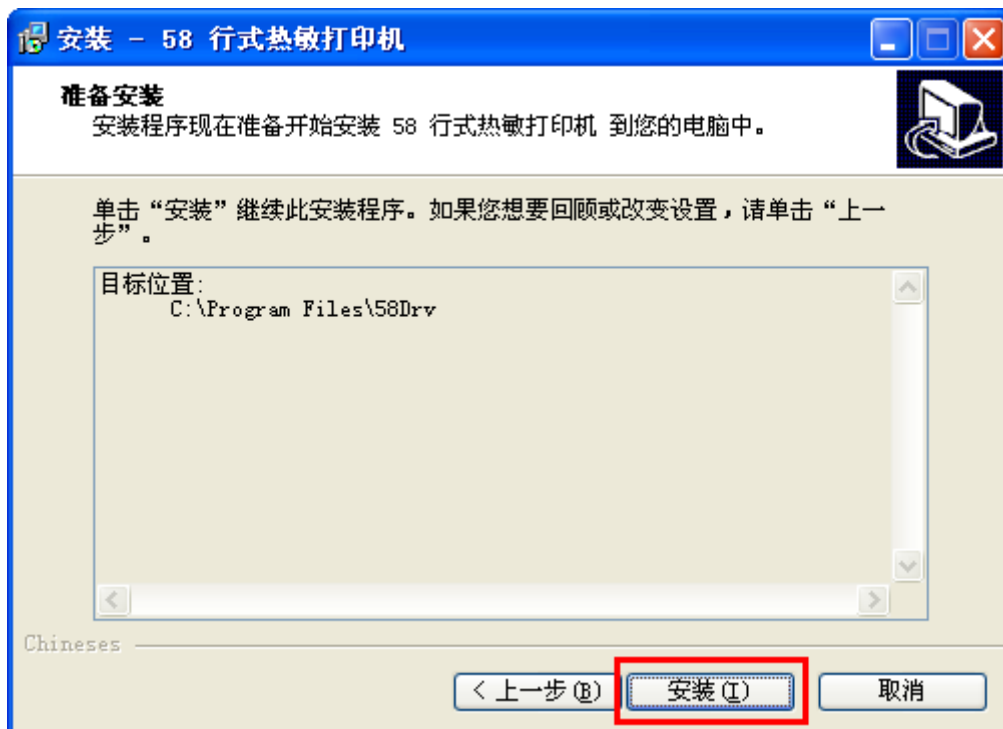 安装 - 58 行式热敏打印机
准备安装
安装程序现在准备开始安装 58 行式热敏打印机 到您的电脑中。
单击“安装”继续此安装程序。如果您想要回顾或改变设置，请单击“上一
步”。
目标位置:
C:\Program Files\58Drv
Chineses
< 上一步(B) 安装(I) 取消